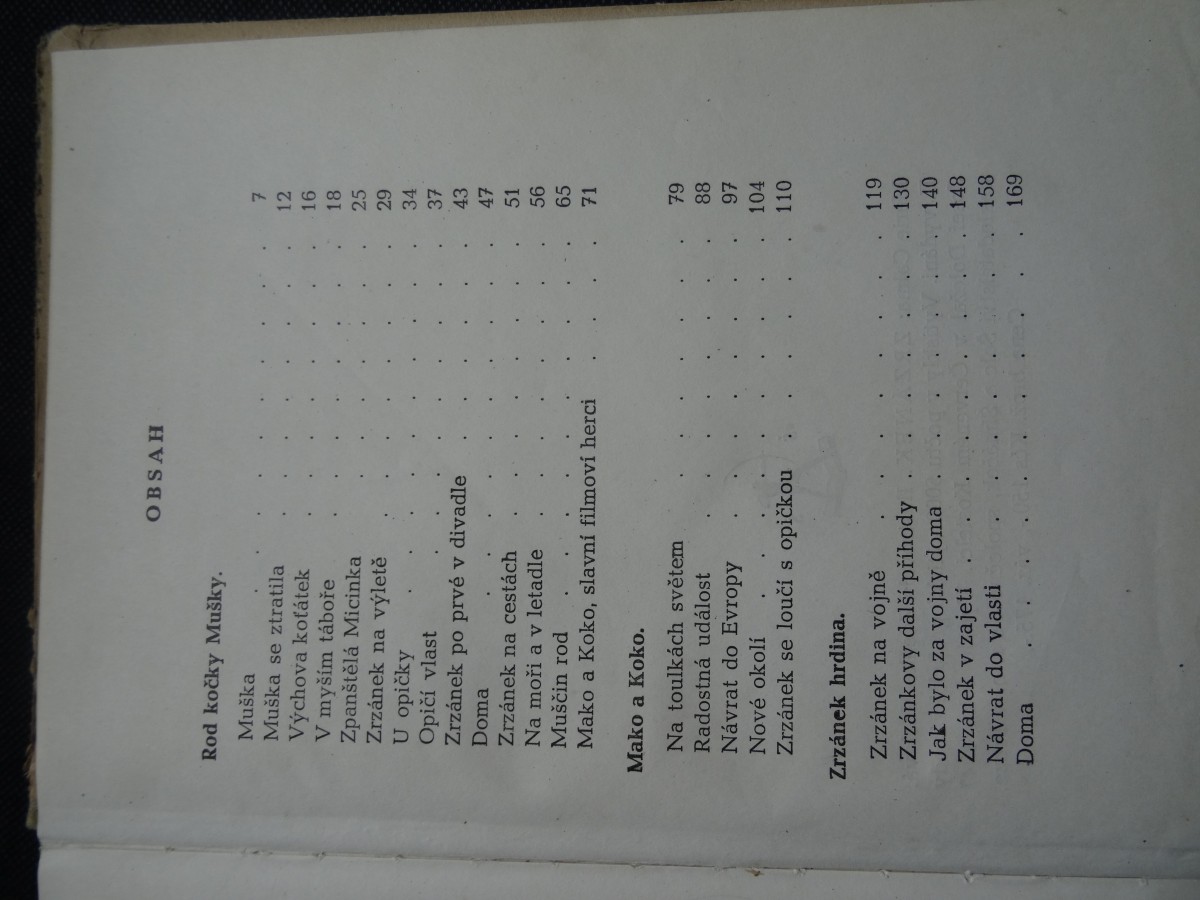 OBSAH
Rod kočky Mušky.
Muška . . . . . . . . 7
Muška se ztratila . . . . . . 12
Výchova koťátek . . . . . . 16
V myším táboře . . . . . . 18
Zpanštělá Micinka . . . . . . 25
Zrzánek na výletě . . . . . . 29
U opičky . . . . . . . 34
Opičí vlast . . . . . . . 37
Zrzánek po prvé v divadle . . . . . 43
Doma . . . . . . . . 47
Zrzánek na cestách . . . . . . 51
Na moři a v letadle . . . . . . 56
Muščin rod . . . . . . . 65
Mako a Koko, slavní filmoví herci . . . . 71
Mako a Koko.
Na toulkách světem . . . . . . 79
Radostná událost . . . . . . 88
Návrat do Evropy . . . . . . 97
Nové okolí . . . . . . . 104
Zrzánek se loučí s opičkou . . . . . 110
Zrzánek hrdina.
Zrzánek na vojně . . . . . . 119
Zrzánkovy další příhody . . . . . 130
Jak bylo za vojny doma . . . . . 140
Zrzánek v zajetí . . . . . . . 148
Návrat do vlasti . . . . . . 158
Doma . . . . . . . . 169